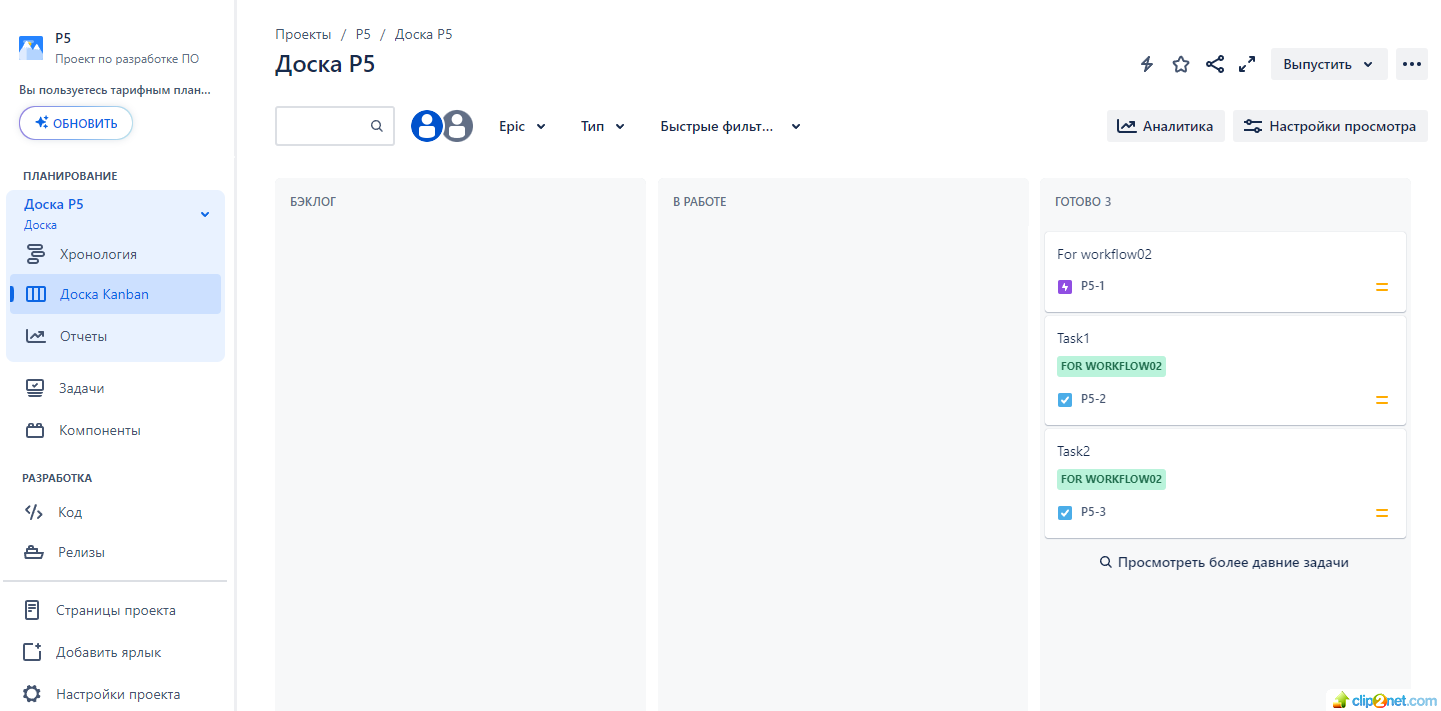 P5
Проект по разработке ПО
Вы пользуетесь тарифным план...
ОБНОВИТЬ
ПЛАНИРОВАНИЕ
Доска P5
Доска
Хронология
Доска Kanban
Отчеты
Задачи
Компоненты
РАЗРАБОТКА
Код
Релизы
Страницы проекта
Добавить ярлык
Настройки проекта
Проекты / P5 / Доска P5
Доска P5
Выпустить
Epic Тип Быстрые фильт...
Аналитика Настройки просмотра
БЭКЛОГ
В РАБОТЕ
ГОТОВО 3
For workflow02
P5-1
Task1
FOR WORKFLOW02
P5-2
Task2
FOR WORKFLOW02
P5-3
Просмотреть более давние задачи
clip2net.com